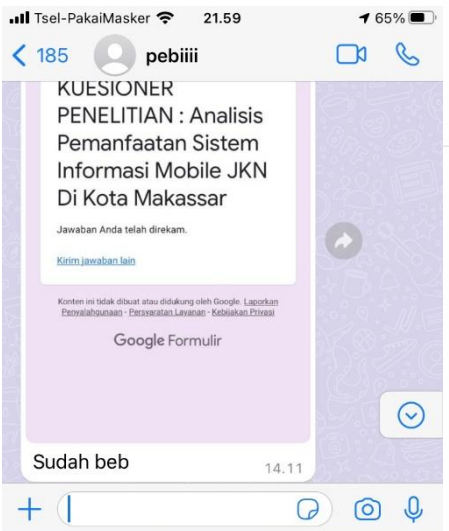 Tsel-PakaiMasker 21.59 65%
185 pebiiii
KUESIONER
PENELITIAN : Analisis
Pemanfaatan Sistem
Informasi Mobile JKN
Di Kota Makassar
Jawaban Anda telah direkam.
Kirim jawaban lain
Konten ini tidak dibuat atau didukung oleh Google. Laporkan
Penyalahgunaan - Persyaratan Layanan - Kebijakan Privasi
Google Formulir
Sudah beb
14.11